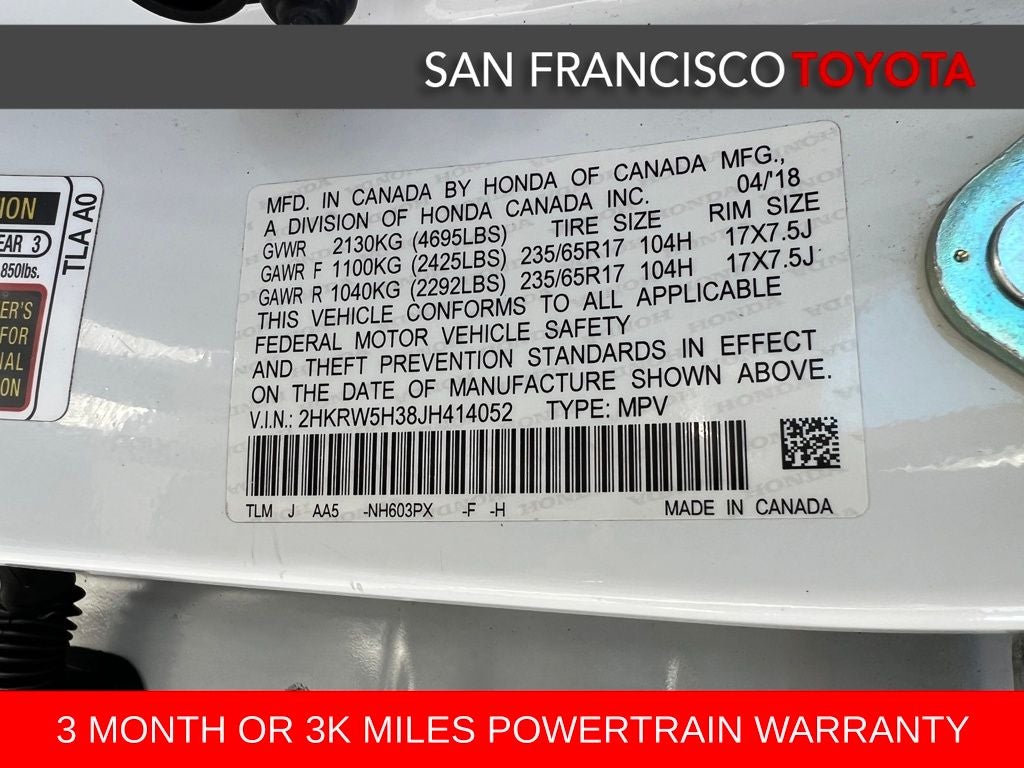 SAN FRANCISCO TOYOTA
MFD. IN CANADA BY HONDA OF CANADA MFG.,
A DIVISION OF HONDA CANADA INC. 04/'18
GVWR 2130KG (4695LBS) TIRE SIZE RIM SIZE
GAWR F 1100KG (2425LBS) 235/65R17 104H 17X7.5J
GAWR R 1040KG (2292LBS) 235/65R17 104H 17X7.5J
THIS VEHICLE CONFORMS TO ALL APPLICABLE
FEDERAL MOTOR VEHICLE SAFETY
AND THEFT PREVENTION STANDARDS IN EFFECT
ON THE DATE OF MANUFACTURE SHOWN ABOVE.
V.I.N.: 2HKRW5H38JH414052 TYPE: MPV
TLM J AA5 -NH603PX -F -H MADE IN CANADA
TLA A0
3
850lbs.
FOR
3 MONTH OR 3K MILES POWERTRAIN WARRANTY